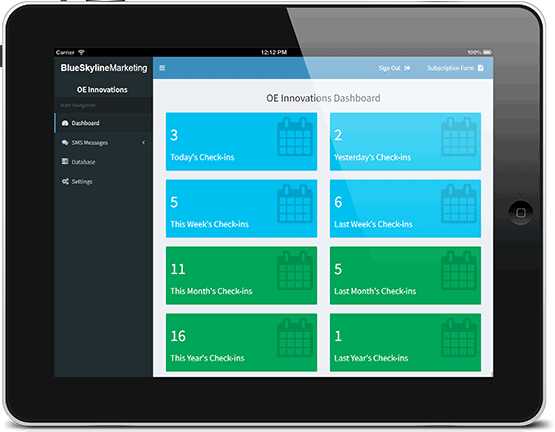 Carrier
12:12 PM
100%
BlueSkylineMarketing
Sign Out
Subscription Form
OE Innovations
Main Navigation
Dashboard
SMS Messages
Database
Settings
OE Innovations Dashboard
3
Today's Check-ins
2
Yesterday's Check-ins
5
This Week's Check-ins
6
Last Week's Check-ins
11
This Month's Check-ins
5
Last Month's Check-ins
16
This Year's Check-ins
1
Last Year's Check-ins